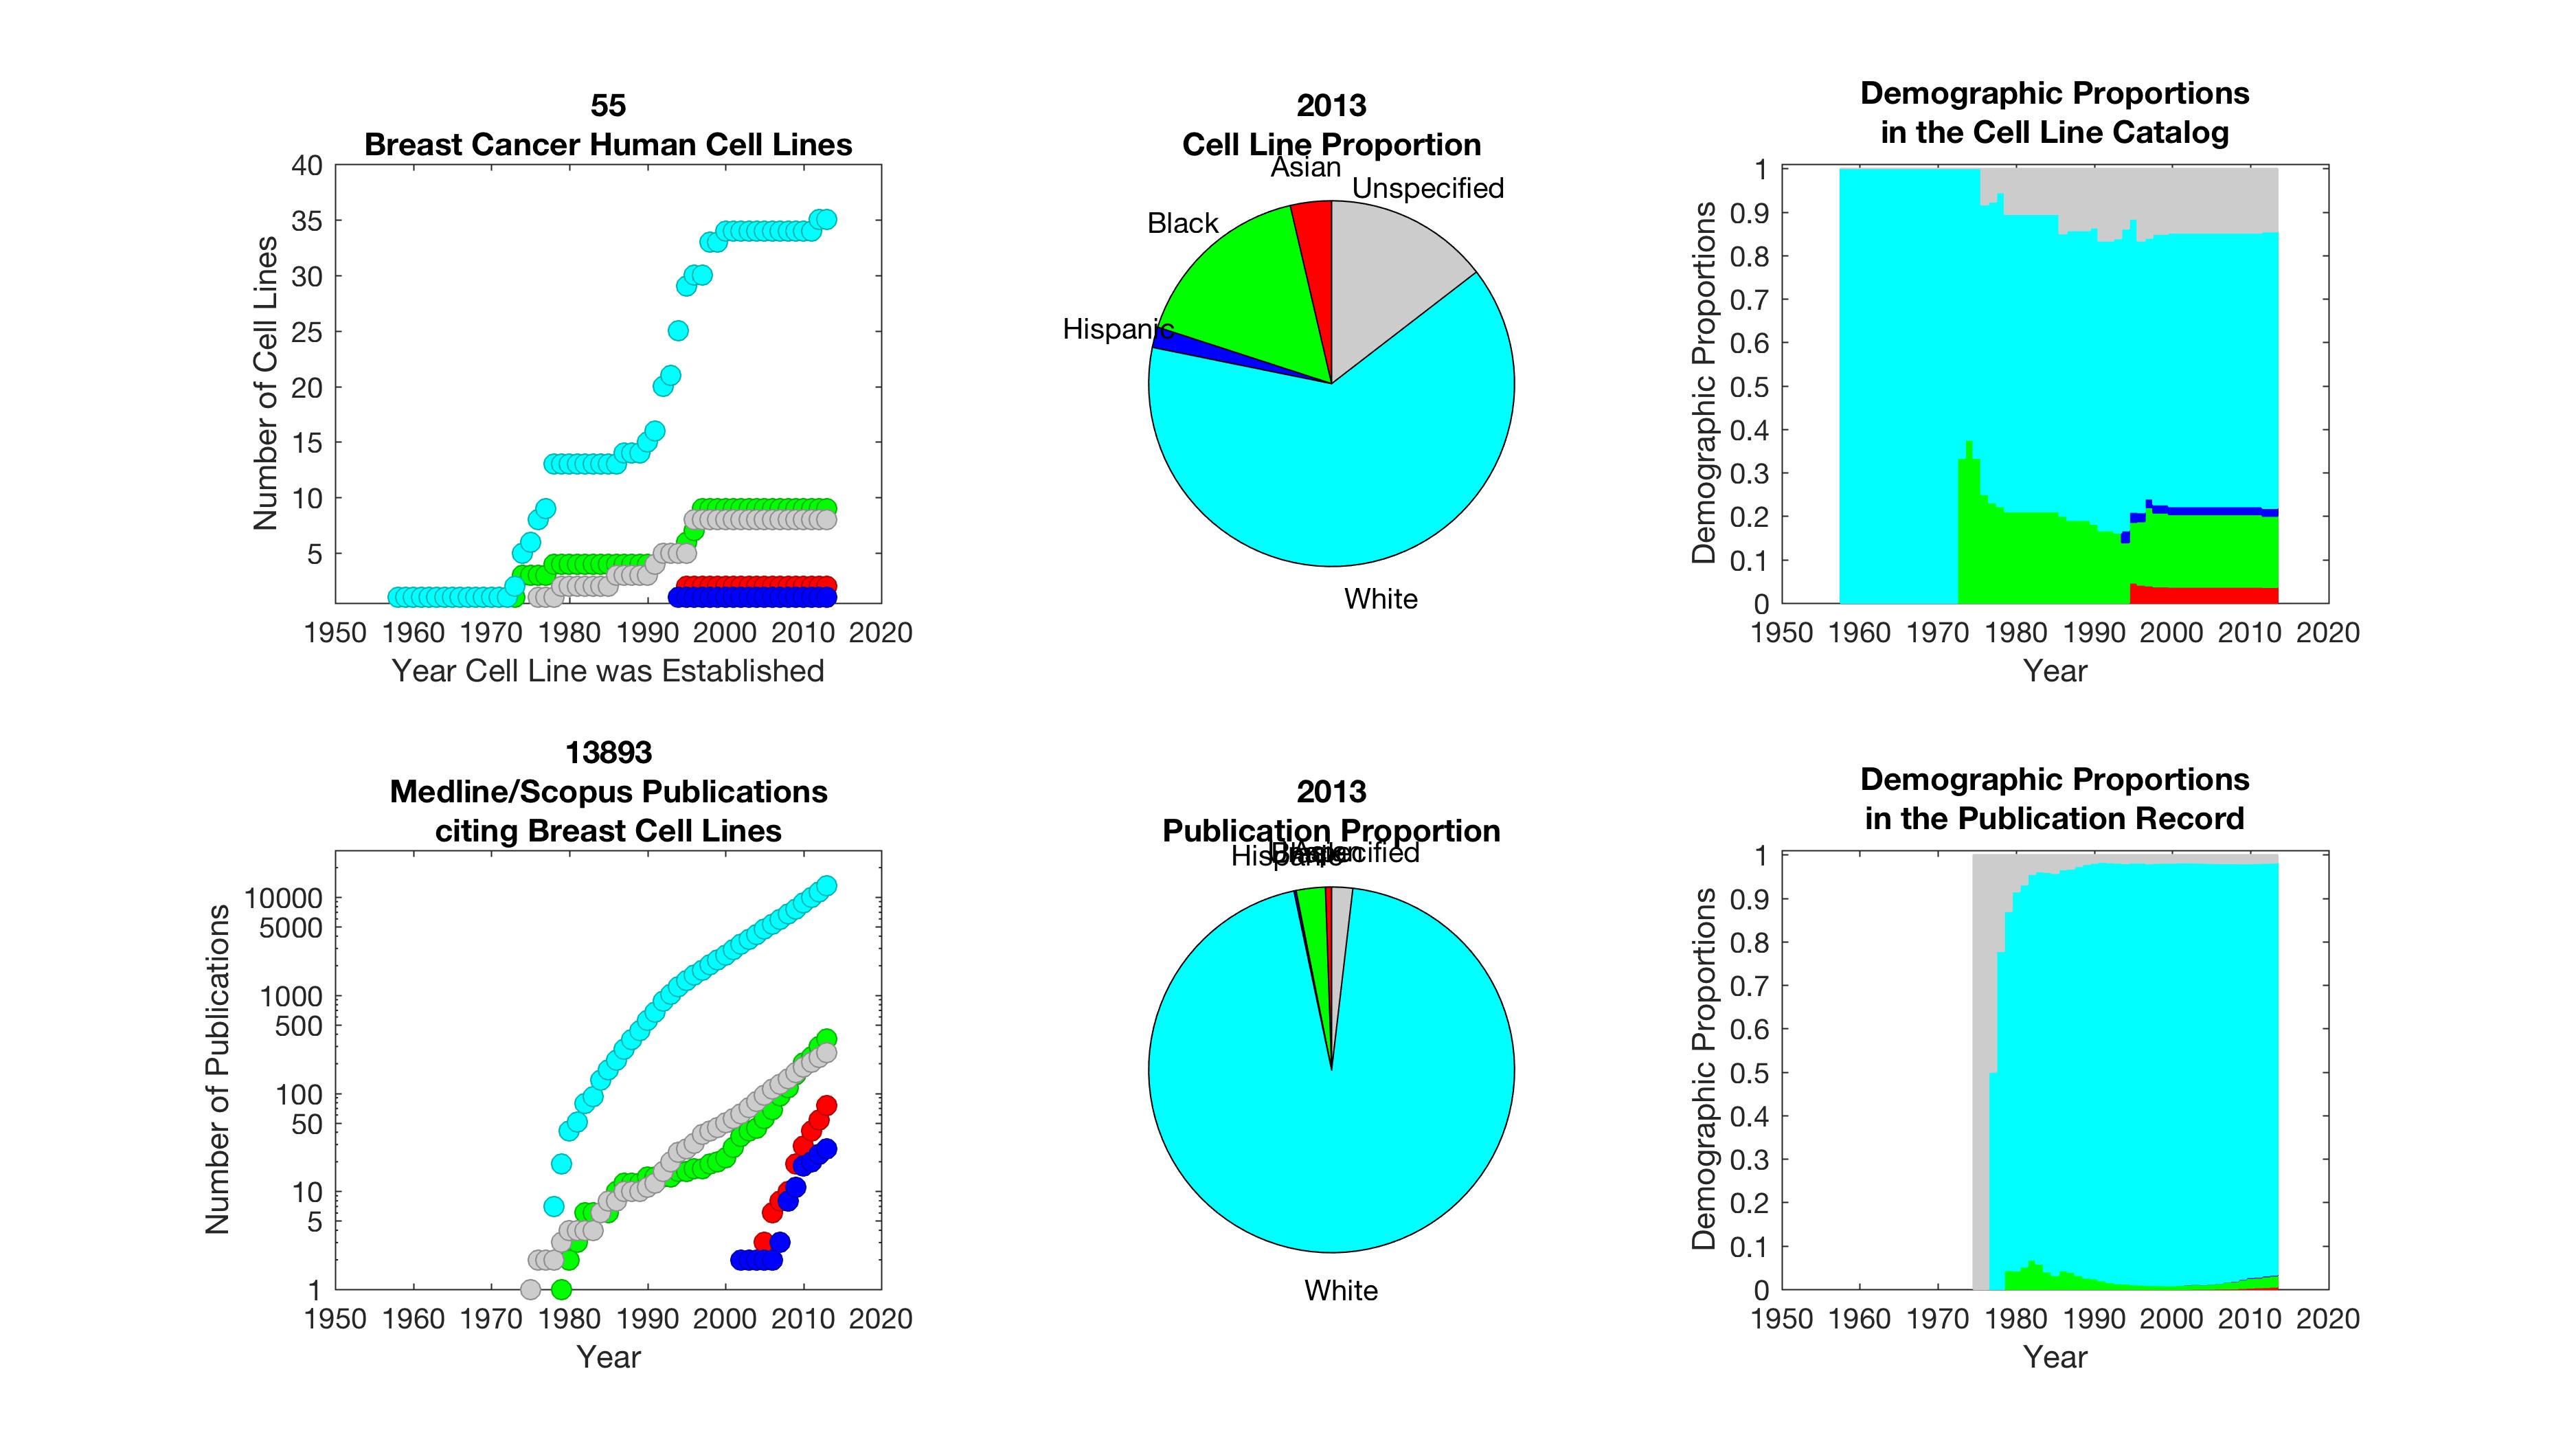 55
Breast Cancer Human Cell Lines
40
35
30
25
20
15
10
5
Number of Cell Lines
1950 1960 1970 1980 1990 2000 2010 2020
Year Cell Line was Established
2013
Cell Line Proportion
Asian
Unspecified
Black
Hispanic
White
Demographic Proportions
in the Cell Line Catalog
1
0.9
0.8
0.7
0.6
0.5
0.4
0.3
0.2
0.1
0
Demographic Proportions
1950 1960 1970 1980 1990 2000 2010 2020
Year
13893
Medline/Scopus Publications
citing Breast Cell Lines
10000
5000
1000
500
100
50
10
5
1
Number of Publications
1950 1960 1970 1980 1990 2000 2010 2020
Year
2013
Publication Proportion
White
Demographic Proportions
in the Publication Record
1
0.9
0.8
0.7
0.6
0.5
0.4
0.3
0.2
0.1
0
Demographic Proportions
1950 1960 1970 1980 1990 2000 2010 2020
Year